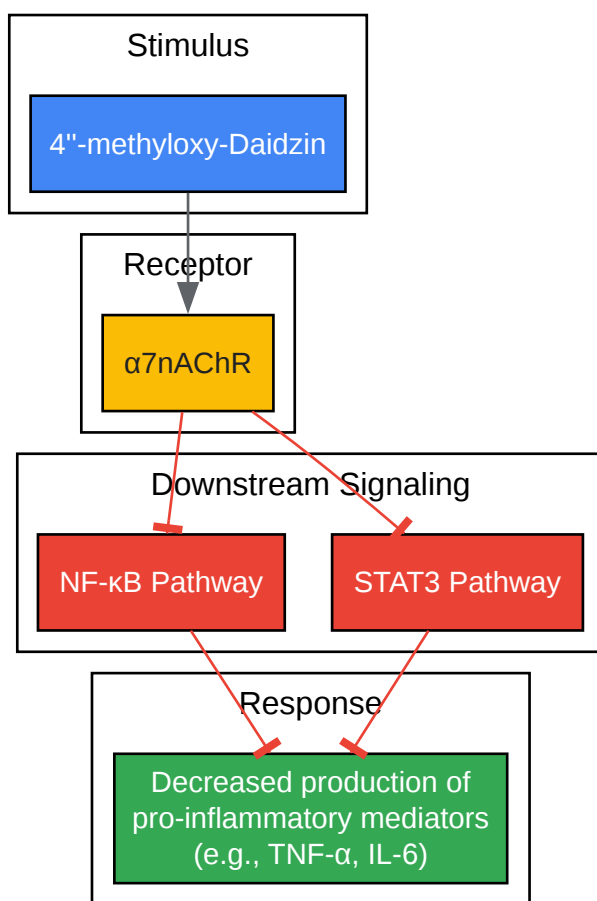 Stimulus
4''-methyloxy-Daidzin
Receptor
α7nAChR
Downstream Signaling
NF-κB Pathway
STAT3 Pathway
Response
Decreased production of
pro-inflammatory mediators
(e.g., TNF-α, IL-6)